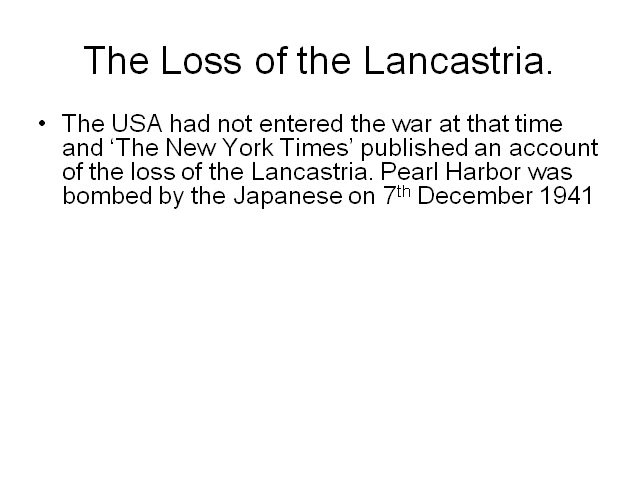 The Loss of the Lancastria.
• The USA had not entered the war at that time
and ‘The New York Times’ published an account
of the loss of the Lancastria. Pearl Harbor was
bombed by the Japanese on 7th December 1941